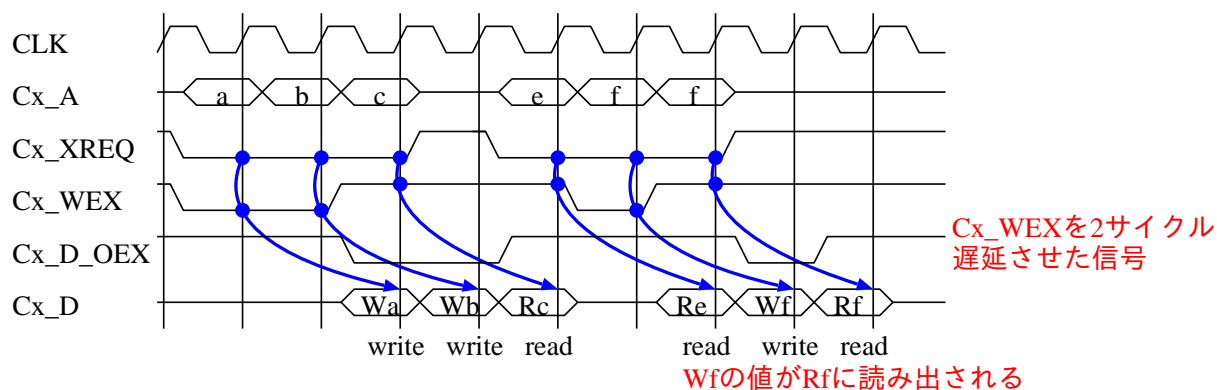 CLK
Cx_A a b c e f f
Cx_XREQ
Cx_WEX
Cx_D_OEX
Cx_WEXを2サイクル
遅延させた信号
Cx_D Wa Wb Rc Re Wf Rf
write write read read write read
Wfの値がRfに読み出される